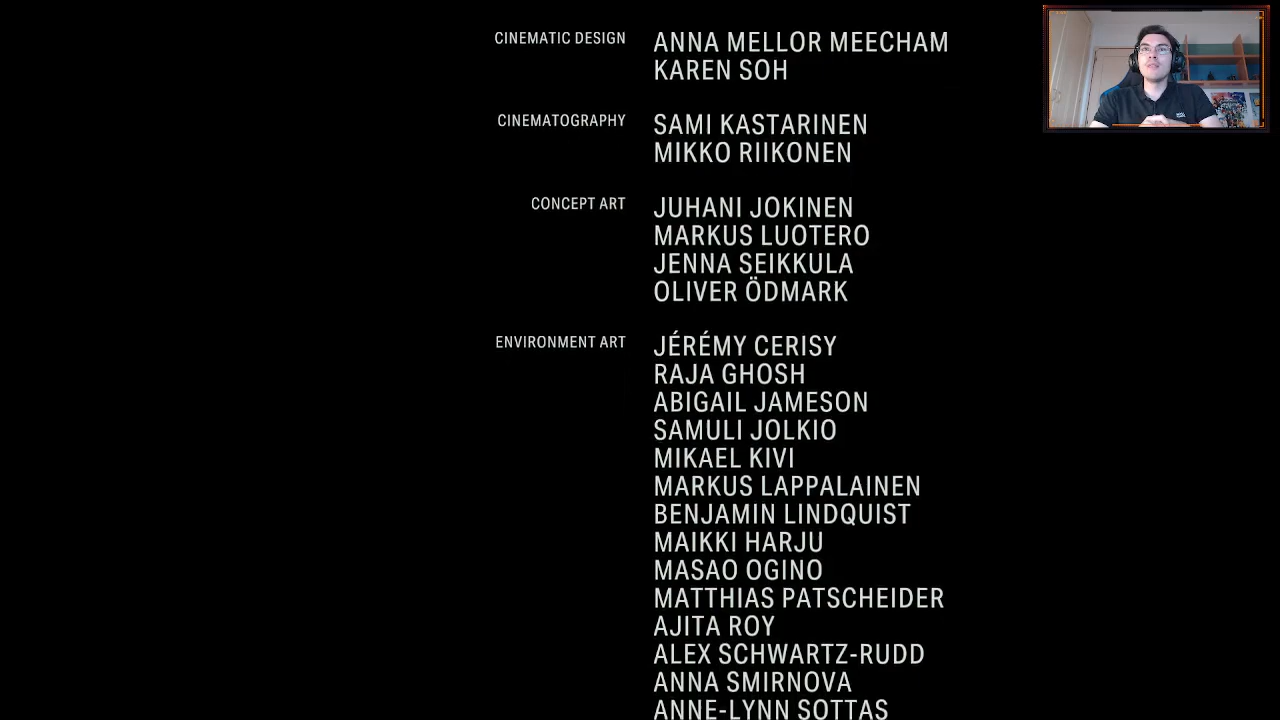 CINEMATIC DESIGN ANNA MELLOR MEECHAM
KAREN SOH
CINEMATOGRAPHY SAMI KASTARINEN
MIKKO RIIKONEN
CONCEPT ART JUHANI JOKINEN
MARKUS LUOTERO
JENNA SEIKKULA
OLIVER ÖDMARK
ENVIRONMENT ART JÉRÉMY CERISY
RAJA GHOSH
ABIGAIL JAMESON
SAMULI JOLKIO
MIKAEL KIVI
MARKUS LAPPALAINEN
BENJAMIN LINDQUIST
MAIKKI HARJU
MASAO OGINO
MATTHIAS PATSCHEIDER
AJITA ROY
ALEX SCHWARTZ-RUDD
ANNA SMIRNOVA
ANNE-LYNN SOTTAS